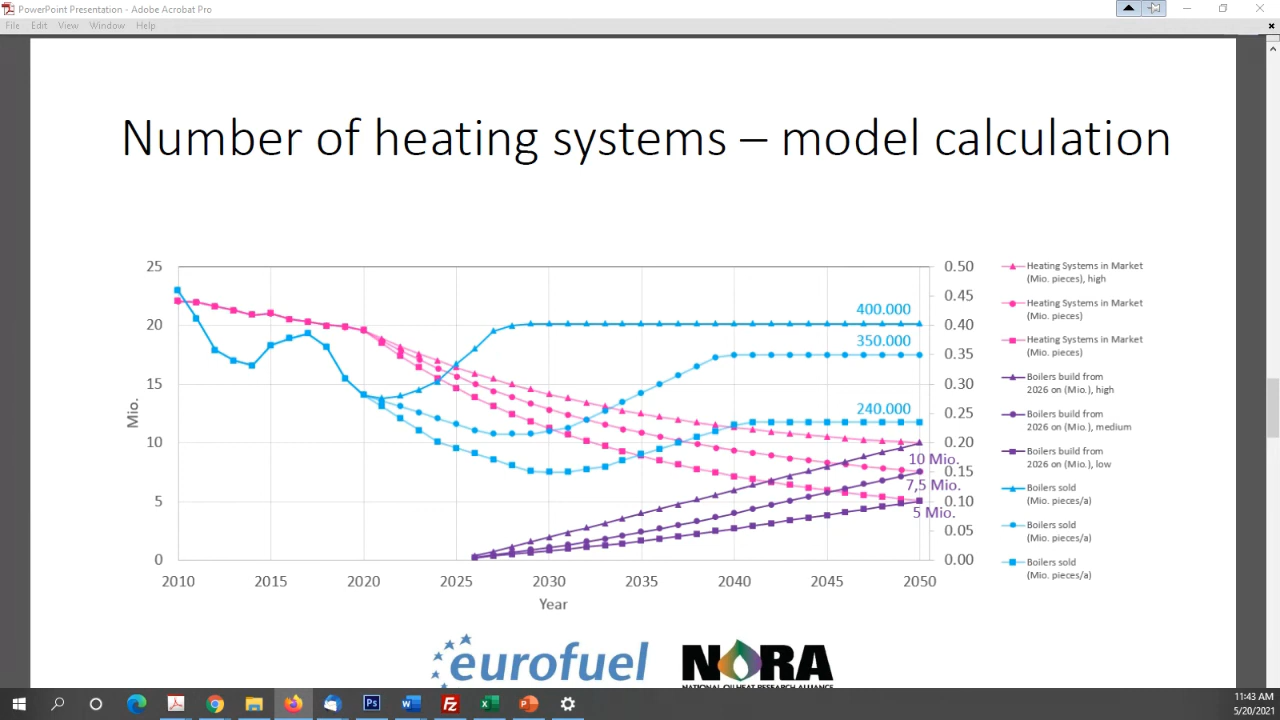 PowerPoint Presentation - Adobe Acrobat Pro
File Edit View Window Help
Number of heating systems – model calculation
25
20
15
10
5
0
Mio.
0.50
0.45
0.40
0.35
0.30
0.25
0.20
0.15
0.10
0.05
0.00
400.000
350.000
240.000
10 Mio.
7,5 Mio.
5 Mio.
2010 2015 2020 2025 2030 2035 2040 2045 2050
Year
Heating Systems in Market
(Mio. pieces), high
Heating Systems in Market
(Mio. pieces)
Heating Systems in Market
(Mio. pieces)
Boilers build from
2026 on (Mio.), high
Boilers build from
2026 on (Mio.), medium
Boilers build from
2026 on (Mio.), low
Boilers sold
(Mio. pieces/a)
Boilers sold
(Mio. pieces/a)
Boilers sold
(Mio. pieces/a)
eurofuel
NORA
NATIONAL OILHEAT RESEARCH ALLIANCE
Ps
W
Fz
X
P
11:43 AM
5/20/2021